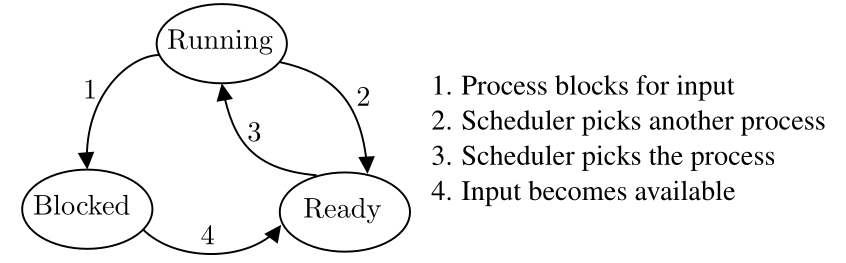 Running
1
2
3
Blocked
Ready
4
1. Process blocks for input
2. Scheduler picks another process
3. Scheduler picks the process
4. Input becomes available